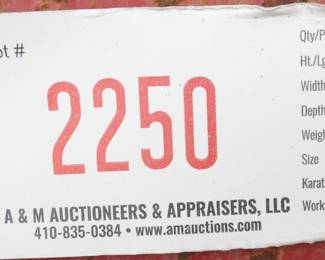 ot #
2250
A & M AUCTIONEERS & APPRAISERS, LLC
410-835-0384 • www.amauctions.com
Qty/P
Ht./Lg
Width
Depth
Weigh
Size
Karat
Work